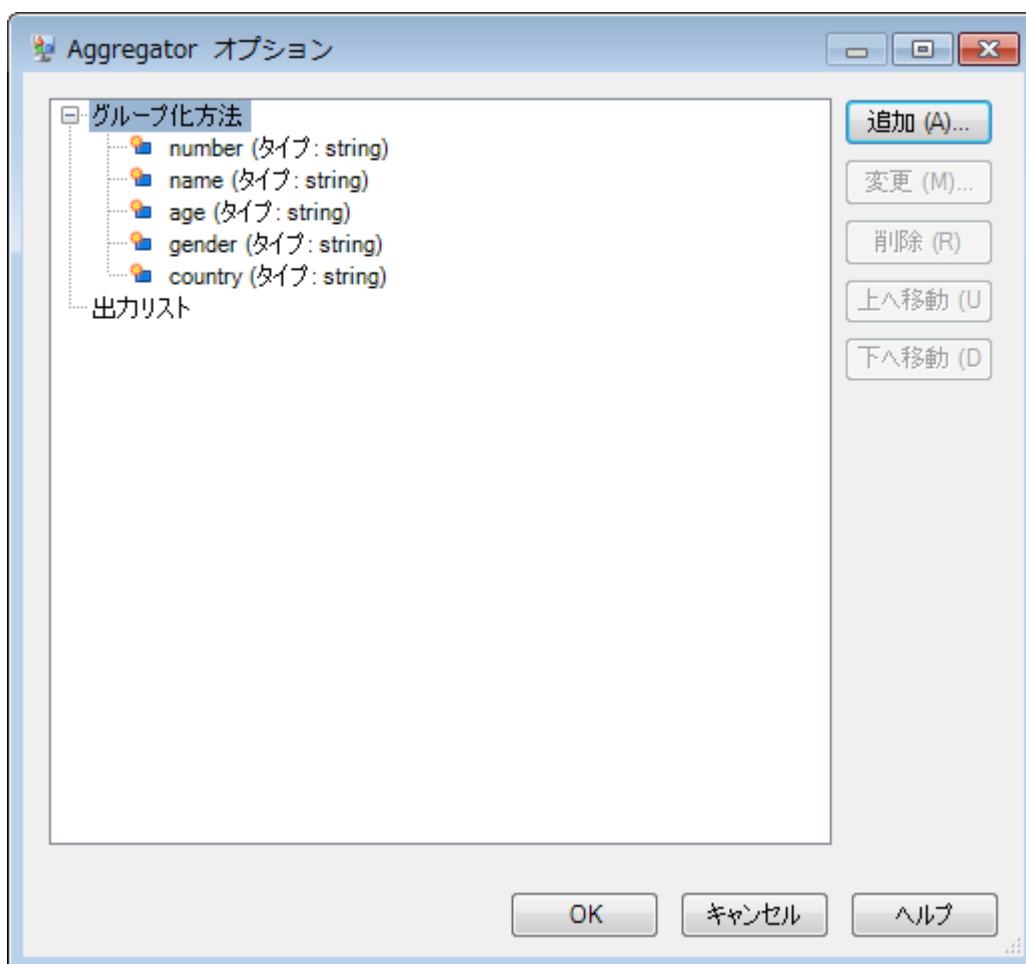 Aggregator オプション
グループ化方法
number (タイプ : string)
name (タイプ : string)
age (タイプ : string)
gender (タイプ : string)
country (タイプ : string)
出力リスト
追加 (A)...
変更 (M)...
削除 (R)
上へ移動 (U
下へ移動 (D
OK
キャンセル
ヘルプ